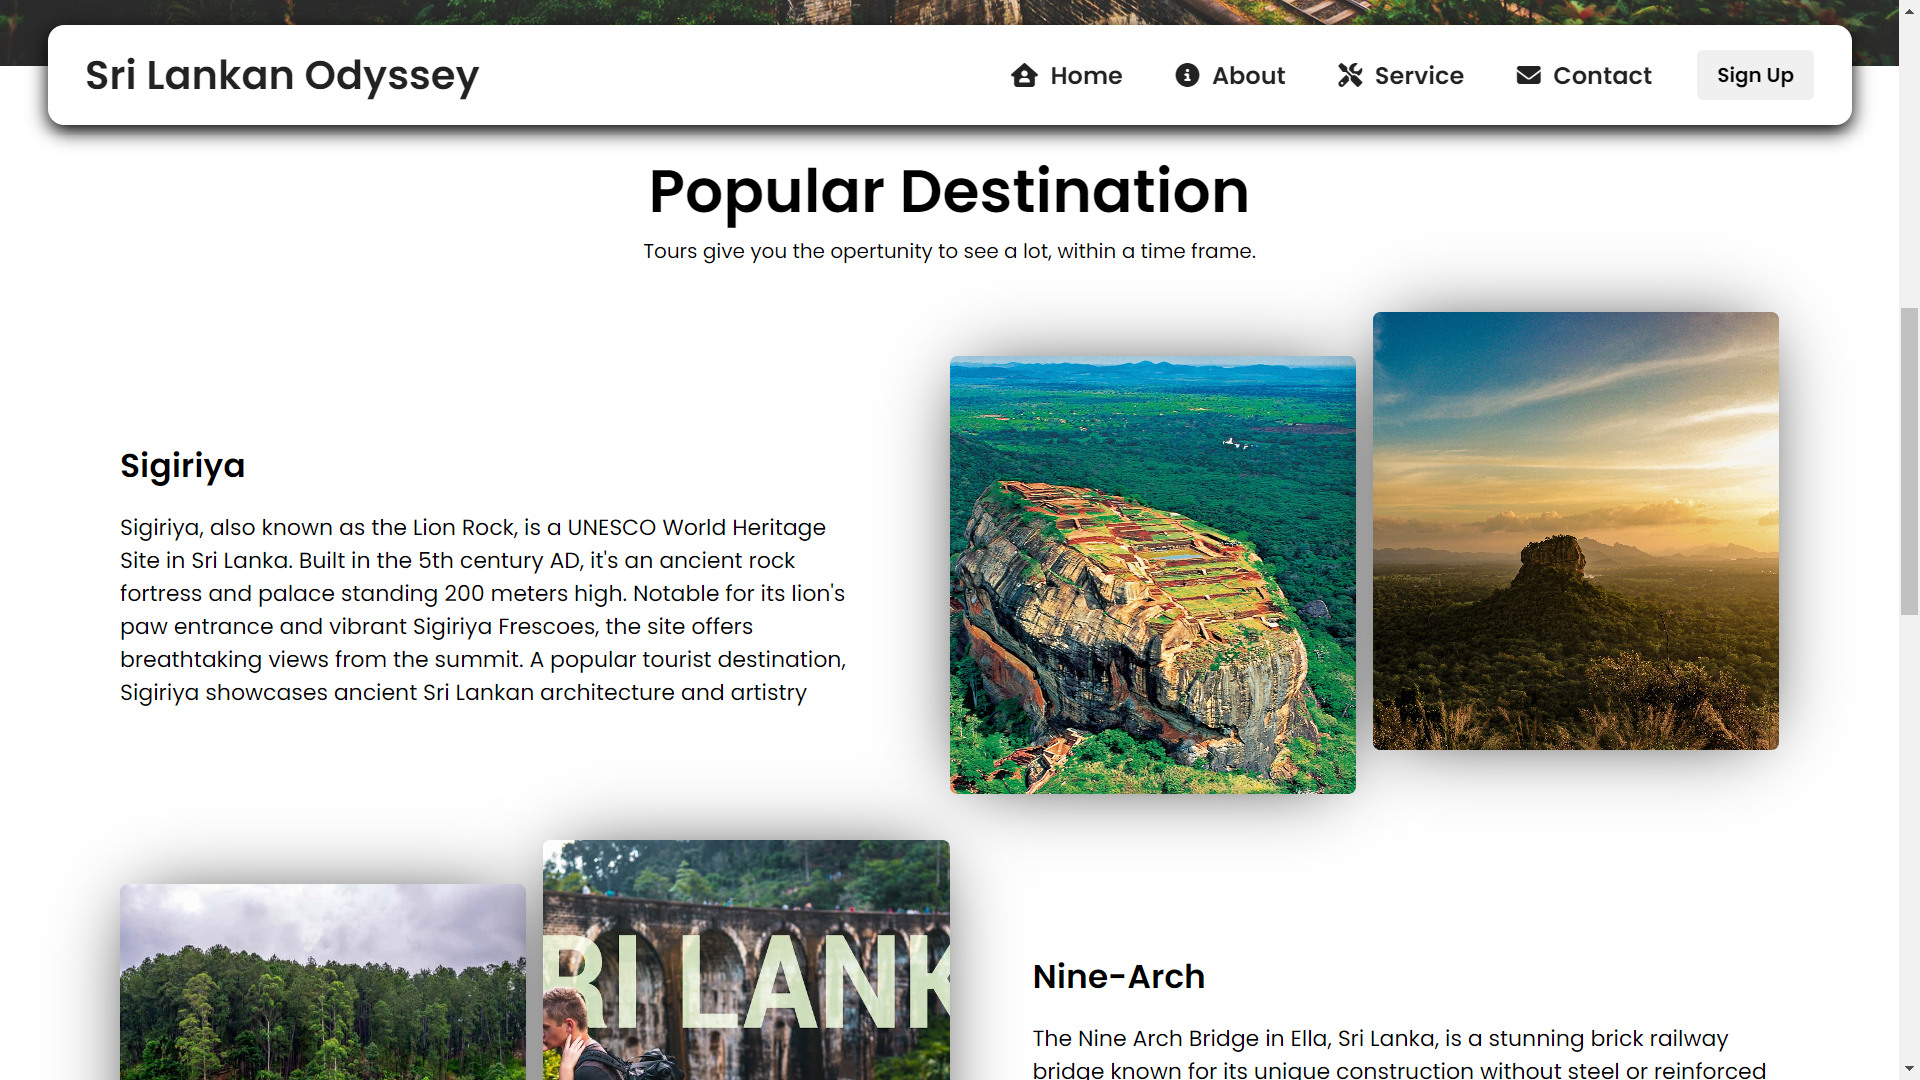 Sri Lankan Odyssey
Home
About
Service
Contact
Sign Up
Popular Destination
Tours give you the opertunity to see a lot, within a time frame.
Sigiriya
Sigiriya, also known as the Lion Rock, is a UNESCO World Heritage
Site in Sri Lanka. Built in the 5th century AD, it's an ancient rock
fortress and palace standing 200 meters high. Notable for its lion's
paw entrance and vibrant Sigiriya Frescoes, the site offers
breathtaking views from the summit. A popular tourist destination,
Sigiriya showcases ancient Sri Lankan architecture and artistry
RI LANK
Nine-Arch
The Nine Arch Bridge in Ella, Sri Lanka, is a stunning brick railway
bridge known for its unique construction without steel or reinforced